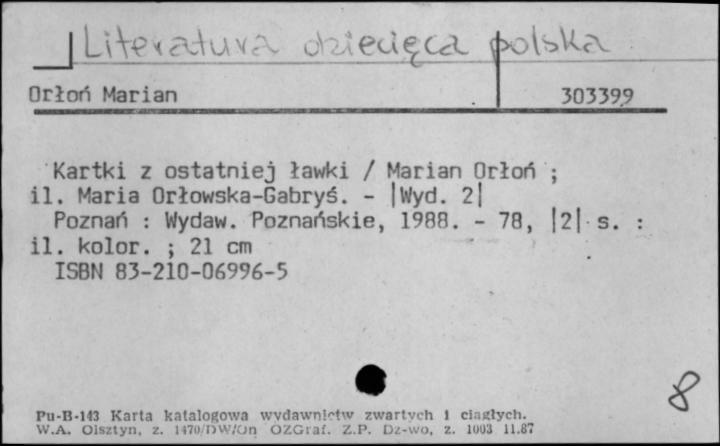 Literatura dziecięca polska
Orłoń Marian 303399
Kartki z ostatniej ławki / Marian Orłoń ;
il. Maria Orłowska-Gabryś. - |Wyd. 2|
Poznań : Wydaw. Poznańskie, 1988. - 78, |2| s. :
il. kolor. ; 21 cm
ISBN 83-210-06996-5
8
Pu-B-143 Karta katalogowa wydawnictw zwartych i ciągłych.
W.A. Olsztyn, z. 1470/DW/On OZGraf. Z.P. Dz-wo, z. 1003 11.87